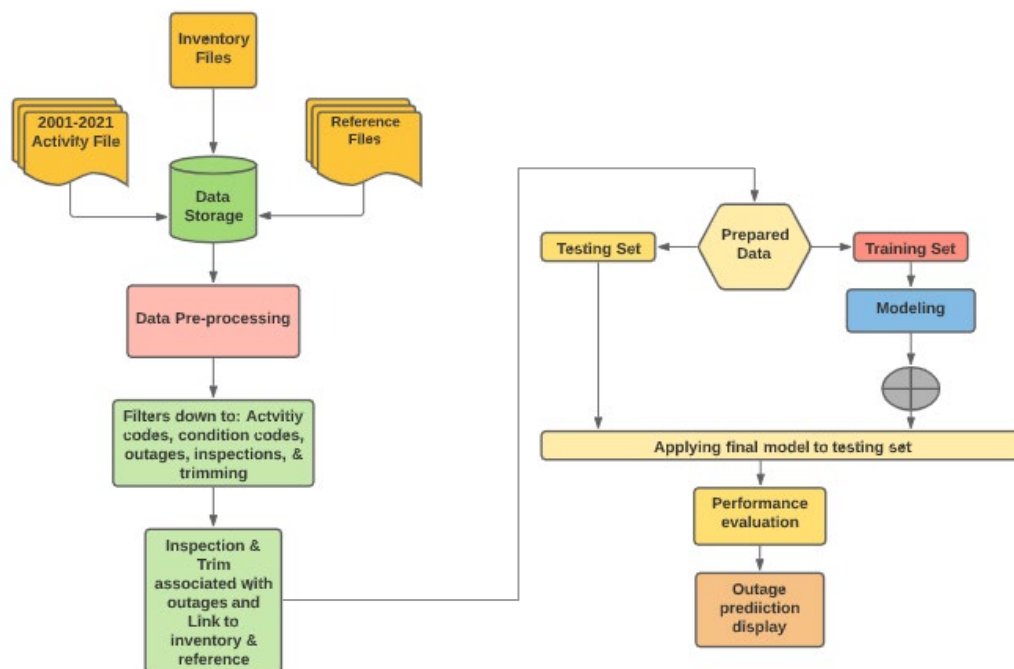 Inventory
Files
2001-2021
Activity File
Reference
Files
Data
Storage
Data Pre-processing
Filters down to: Actvitiy
codes, condition codes,
outages, inspections, &
trimming
Inspection &
Trim
associated with
outages and
Link to
inventory &
reference
Prepared
Data
Testing Set
Training Set
Modeling
Applying final model to testing set
Performance
evaluation
Outage
prediiction
display